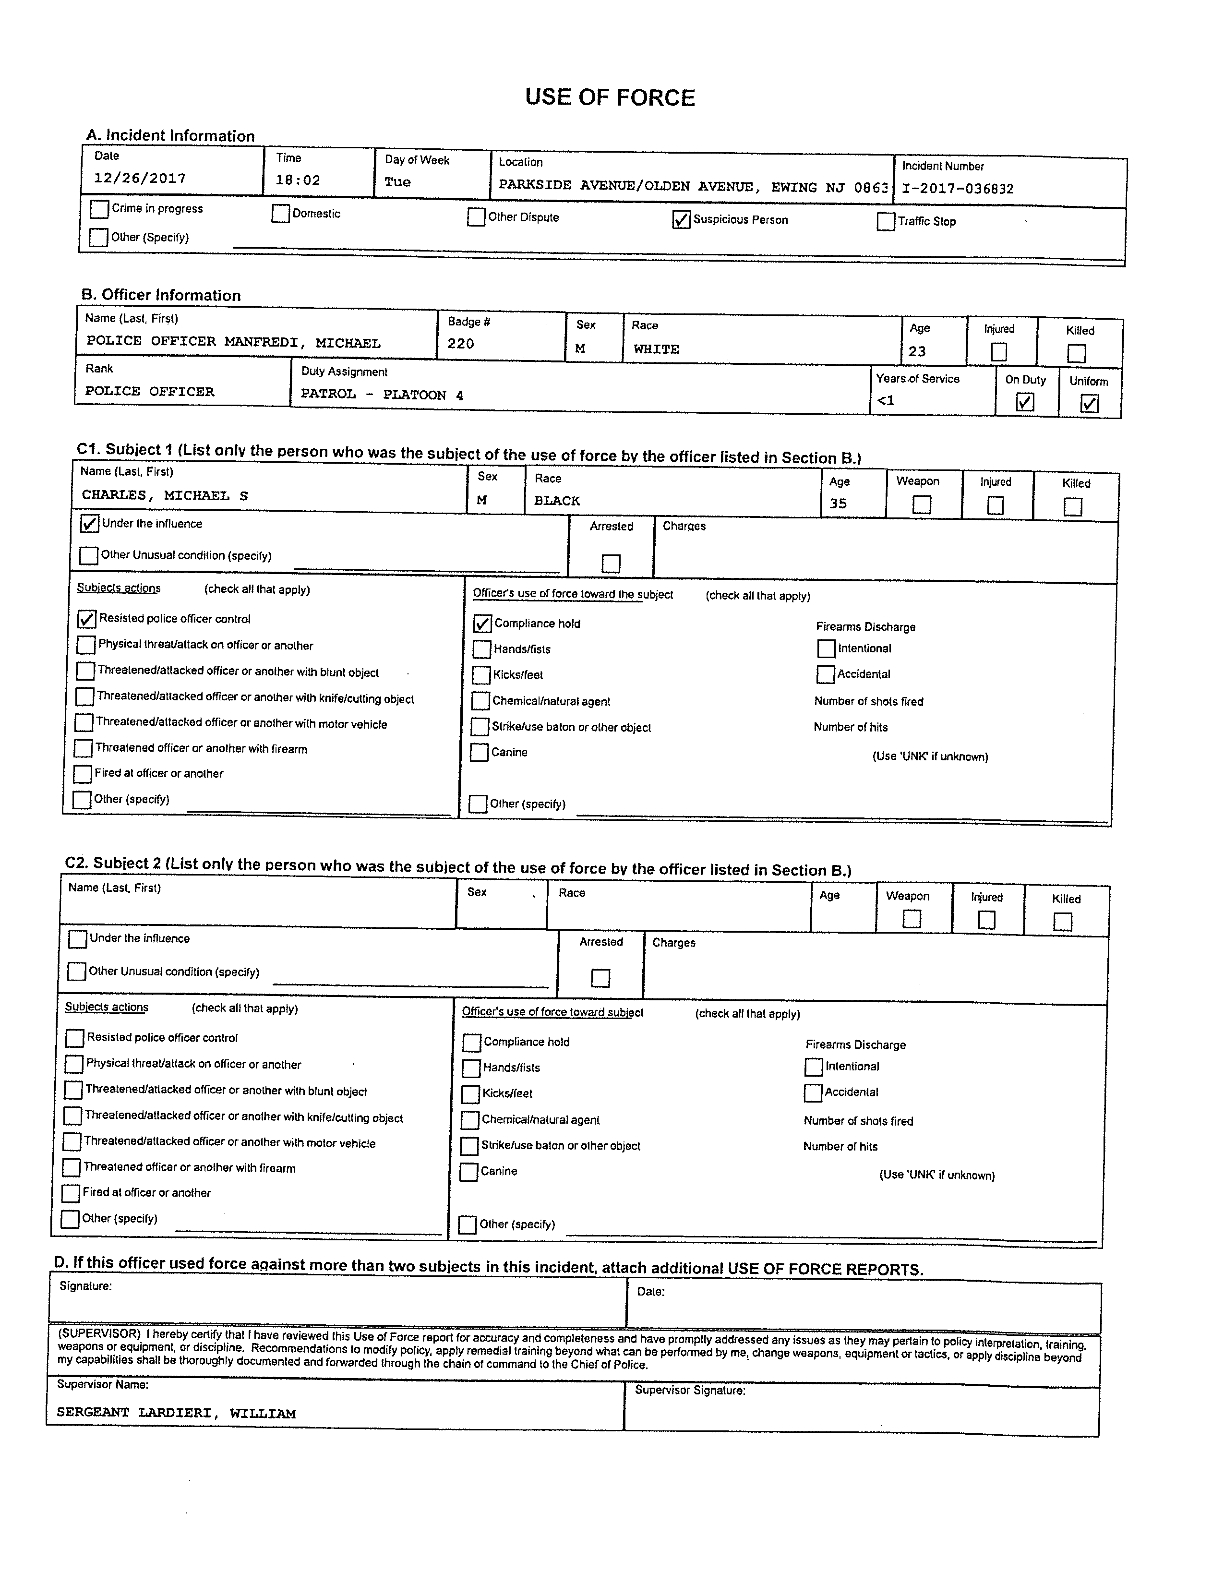 USE OF FORCE
A. Incident Information
Date Time Day of Week Location Incident Number
12/26/2017 18:02 Tue PARKSIDE AVENUE/OLDEN AVENUE, EWING NJ 0863 I-2017-036832
Crime in progress Domestic Other Dispute Suspicious Person Traffic Stop
Other (Specify)
B. Officer Information
Name (Last, First) Badge # Sex Race Age Injured Killed
POLICE OFFICER MANFREDI, MICHAEL 220 M WHITE 23
Rank Duty Assignment Years of Service On Duty Uniform
POLICE OFFICER PATROL - PLATOON 4 <1
C1. Subject 1 (List only the person who was the subject of the use of force by the officer listed in Section B.)
Name (Last, First) Sex Race Age Weapon Injured Killed
CHARLES, MICHAEL S M BLACK 35
Under the influence Arrested Charges
Other Unusual condition (specify)
Subjects actions (check all that apply) Officer's use of force toward the subject (check all that apply)
Resisted police officer control Compliance hold Firearms Discharge
Physical threat/attack on officer or another Hands/fists Intentional
Threatened/attacked officer or another with blunt object Kicks/feet Accidental
Threatened/attacked officer or another with knife/cutting object Chemical/natural agent Number of shots fired
Threatened/attacked officer or another with motor vehicle Strike/use baton or other object Number of hits
Threatened officer or another with firearm Canine (Use 'UNK' if unknown)
Fired at officer or another
Other (specify) Other (specify)
C2. Subject 2 (List only the person who was the subject of the use of force by the officer listed in Section B.)
Name (Last, First) Sex Race Age Weapon Injured Killed
Under the influence Arrested Charges
Other Unusual condition (specify)
Subjects actions (check all that apply) Officer's use of force toward subject (check all that apply)
Resisted police officer control Compliance hold Firearms Discharge
Physical threat/attack on officer or another Hands/fists Intentional
Threatened/attacked officer or another with blunt object Kicks/feet Accidental
Threatened/attacked officer or another with knife/cutting object Chemical/natural agent Number of shots fired
Threatened/attacked officer or another with motor vehicle Strike/use baton or other object Number of hits
Threatened officer or another with firearm Canine (Use 'UNK' if unknown)
Fired at officer or another
Other (specify) Other (specify)
D. If this officer used force against more than two subjects in this incident, attach additional USE OF FORCE REPORTS.
Signature: Date:
(SUPERVISOR) I hereby certify that I have reviewed this Use of Force report for accuracy and completeness and have promptly addressed any issues as they may pertain to policy interpretation, training,
weapons or equipment, or discipline. Recommendations to modify policy, apply remedial training beyond what can be performed by me, change weapons, equipment or tactics, or apply discipline beyond
my capabilities shall be thoroughly documented and forwarded through the chain of command to the Chief of Police.
Supervisor Name: Supervisor Signature:
SERGEANT LARDIERI, WILLIAM